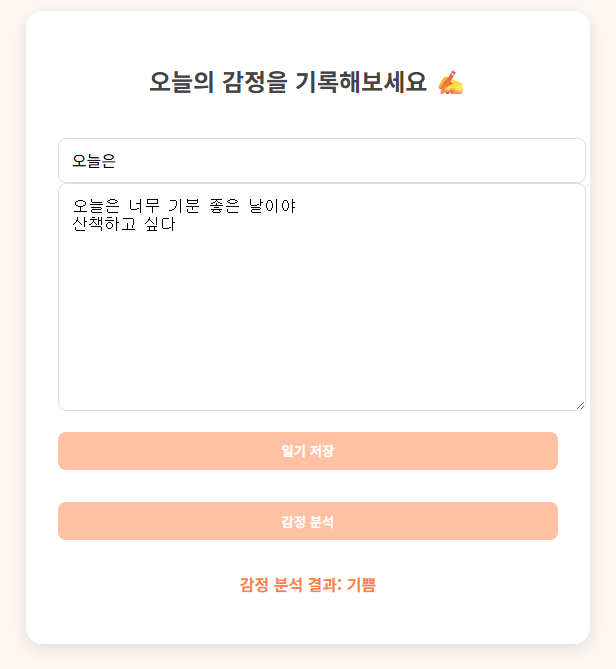 오늘의 감정을 기록해보세요 ✍️
오늘은
오늘은 너무 기분 좋은 날이야
산책하고 싶다
일기 저장
감정 분석
감정 분석 결과: 기쁨